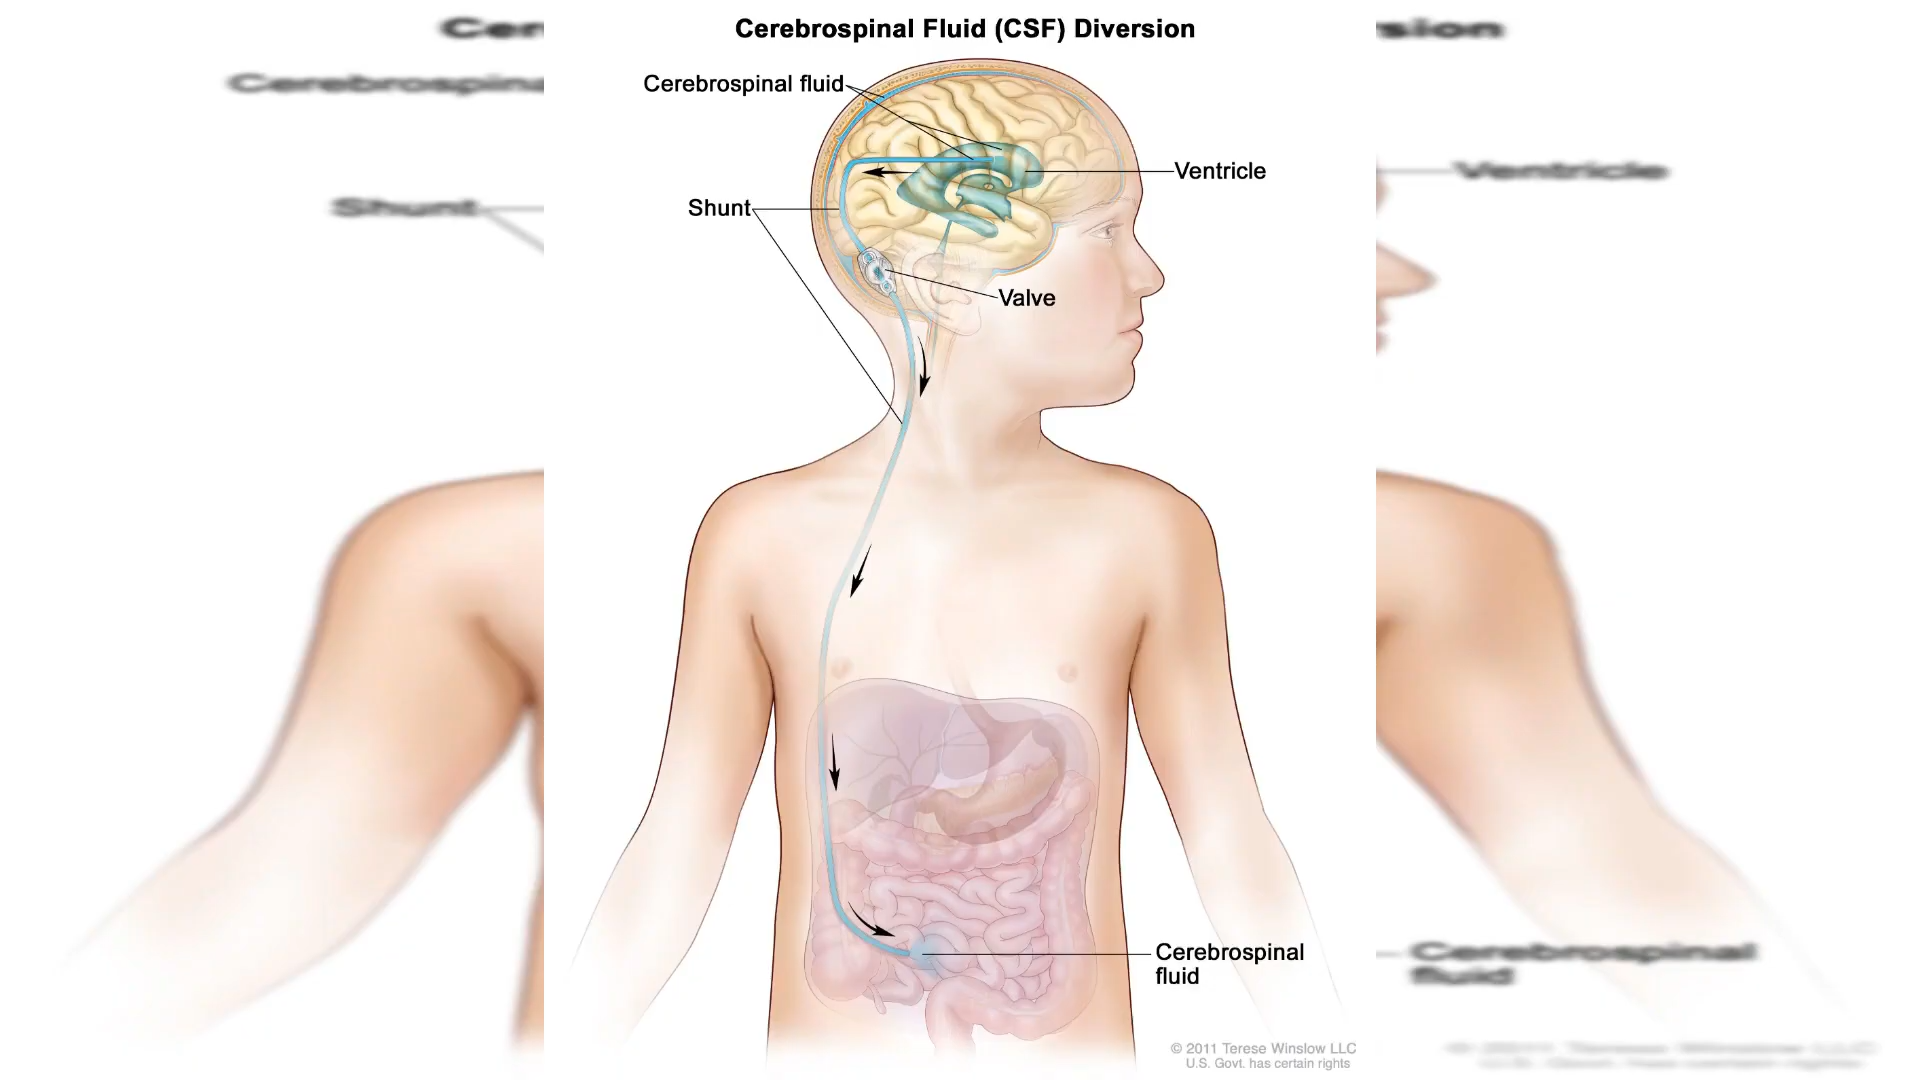 Cerebrospinal Fluid (CSF) Diversion
Cerebrospinal fluid
Ventricle
Shunt
Valve
Cerebrospinal
fluid
© 2011 Terese Winslow LLC
U.S. Govt. has certain rights